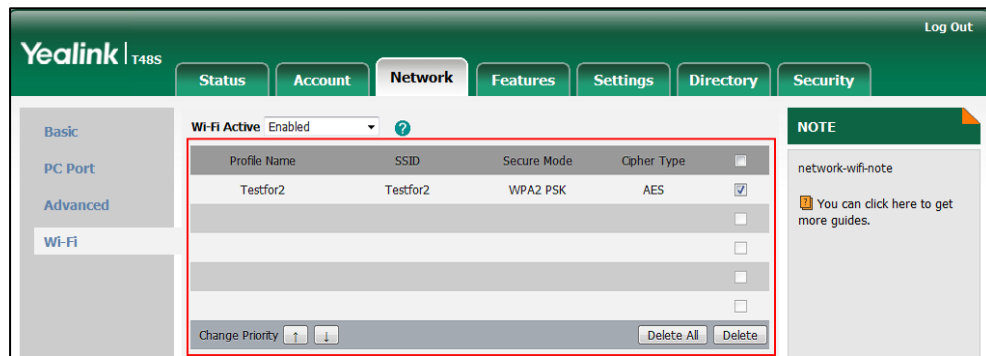 Log Out
Yealink T48S
Status Account Network Features Settings Directory Security
Basic
PC Port
Advanced
Wi-Fi
Wi-Fi Active Enabled ?
Profile Name SSID Secure Mode Cipher Type
Testfor2 Testfor2 WPA2 PSK AES
Change Priority ↑ ↓ Delete All Delete
NOTE
network-wifi-note
? You can click here to get
more guides.